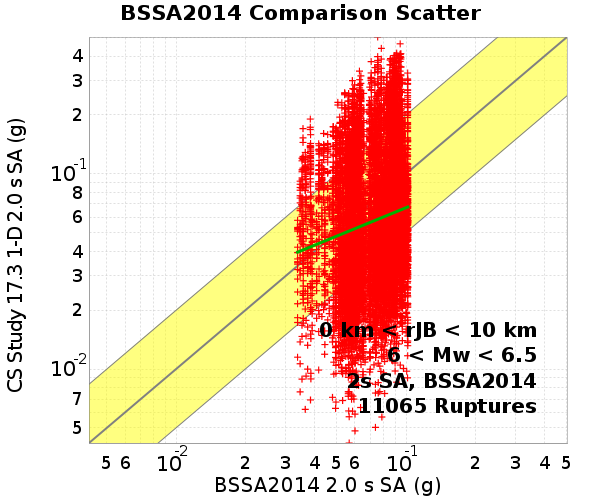 BSSA2014 Comparison Scatter
CS Study 17.3 1-D 2.0 s SA (g)
4
3
2
10-1
8
6
4
3
2
10-2
7
5
0 km < rJB < 10 km
6 < Mw < 6.5
2s SA, BSSA2014
11065 Ruptures
5 6 10-2 2 3 4 5 6 10-1 2 3 4 5
BSSA2014 2.0 s SA (g)